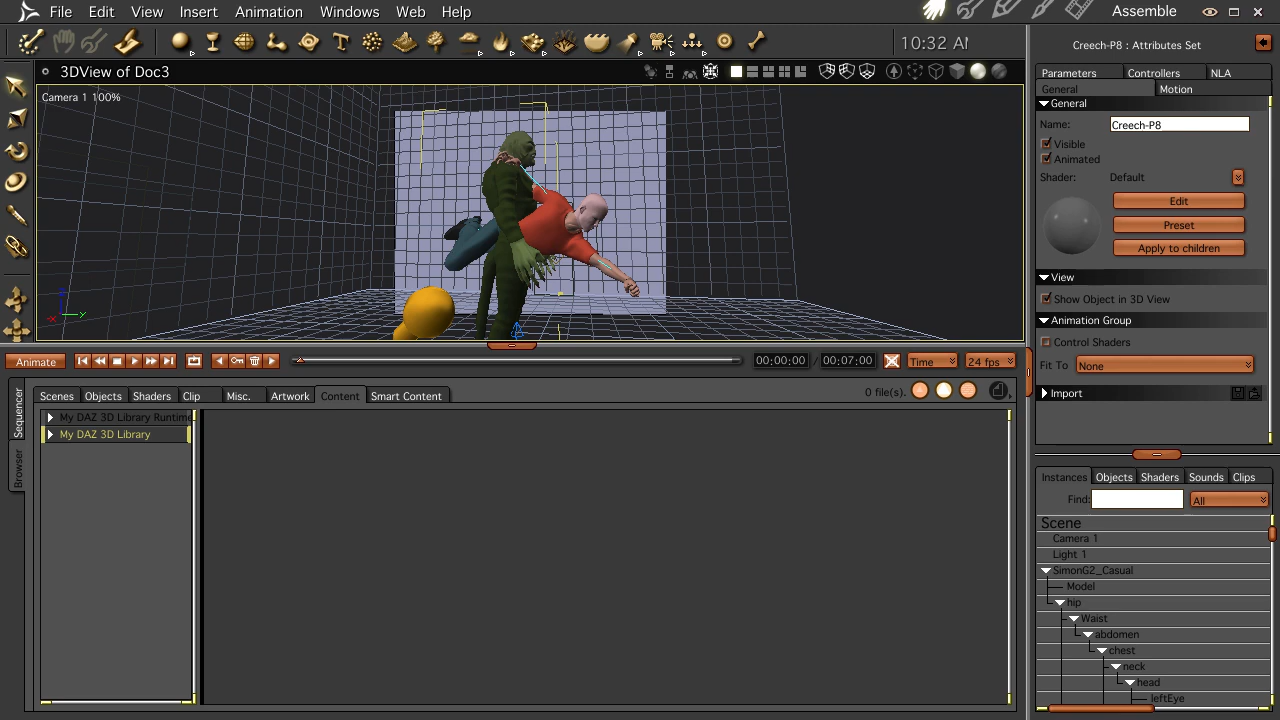 File Edit View Insert Animation Windows Web Help Assemble
10:32 AM
3DView of Doc3
Camera 1 100%
Creech-P8 : Attributes Set
Parameters Controllers NLA
General Motion
General
Name: Creech-P8
Visible
Animated
Shader: Default
Edit
Preset
Apply to children
View
Show Object in 3D View
Animation Group
Control Shaders
Fit To None
Import
Animate 00:00:00 / 00:07:00 Time 24 fps
Sequencer
Browser
Scenes Objects Shaders Clip Misc. Artwork Content Smart Content 0 file(s).
My DAZ 3D Library Runtime
My DAZ 3D Library
Instances Objects Shaders Sounds Clips
Find: All
Scene
Camera 1
Light 1
SimonG2_Casual
Model
hip
Waist
abdomen
chest
neck
head
leftEye